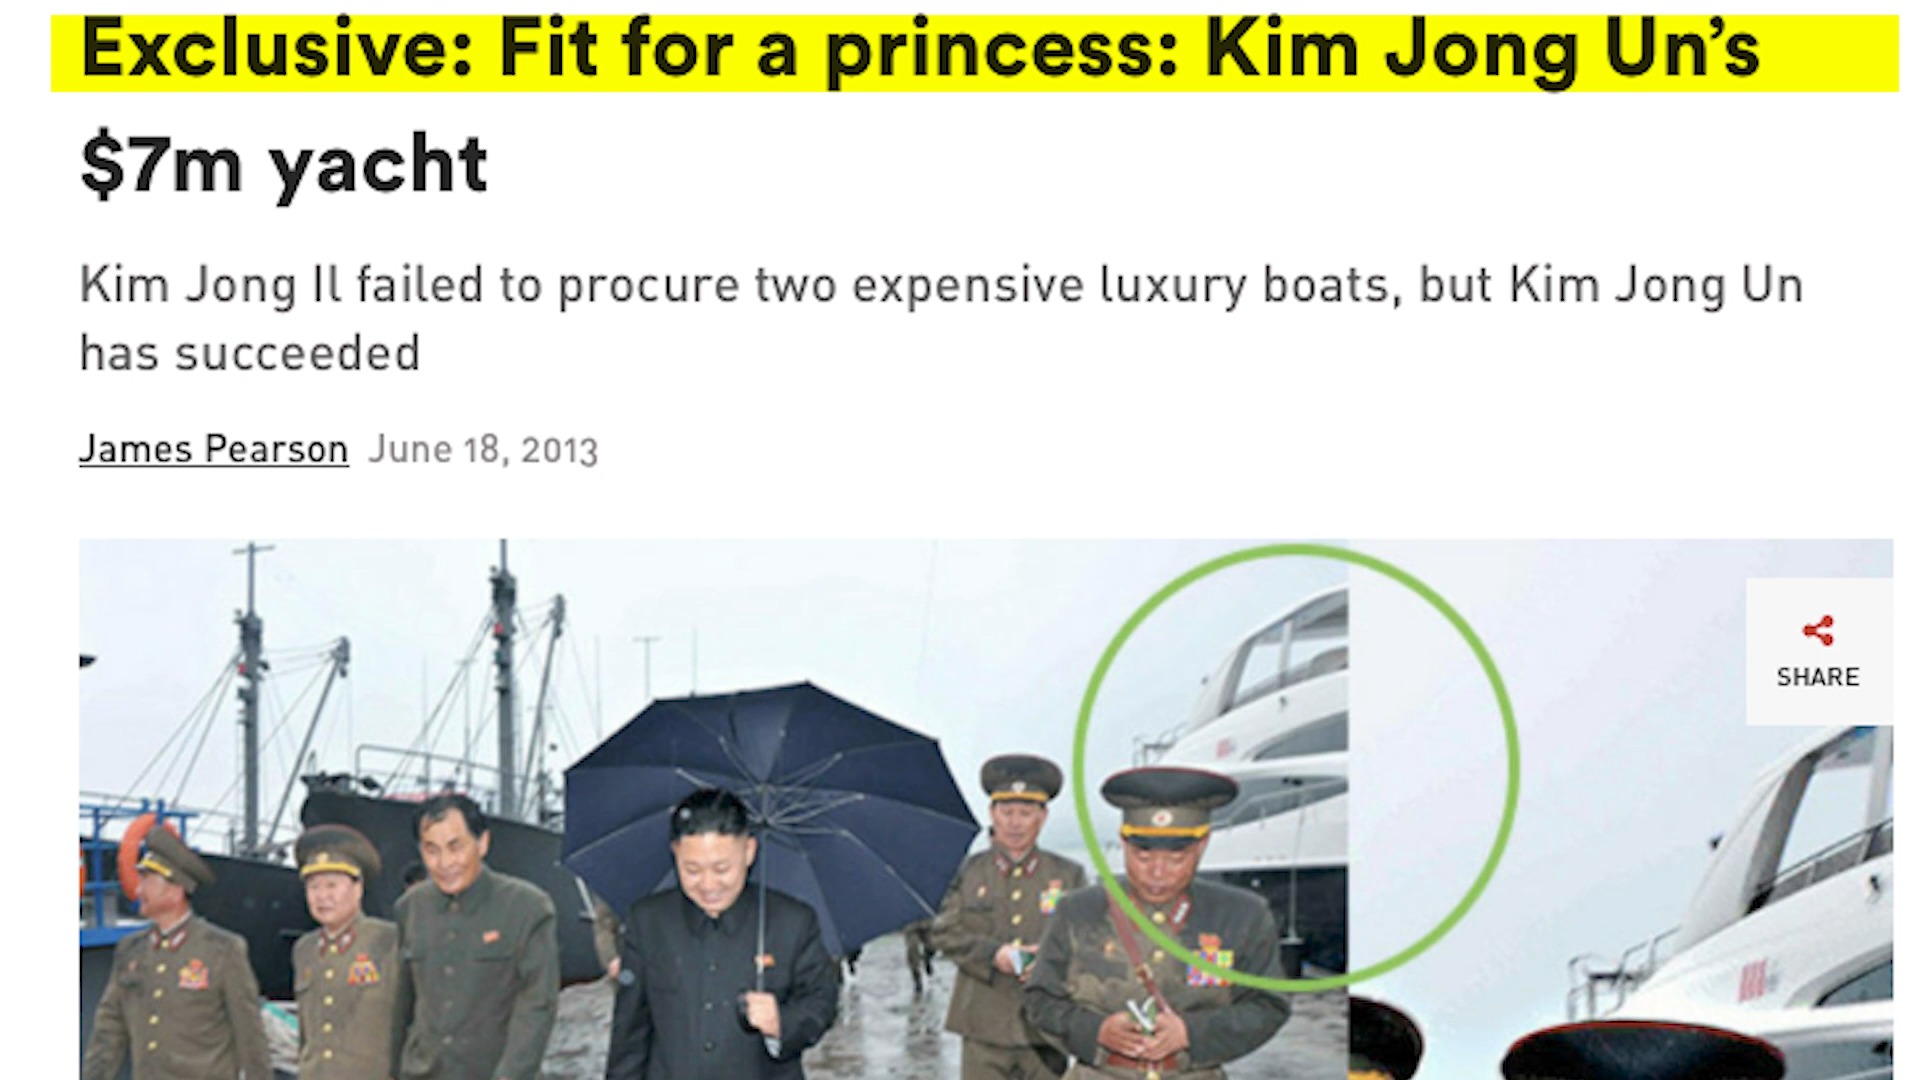 Exclusive: Fit for a princess: Kim Jong Un’s
$7m yacht
Kim Jong Il failed to procure two expensive luxury boats, but Kim Jong Un
has succeeded
James Pearson June 18, 2013
SHARE